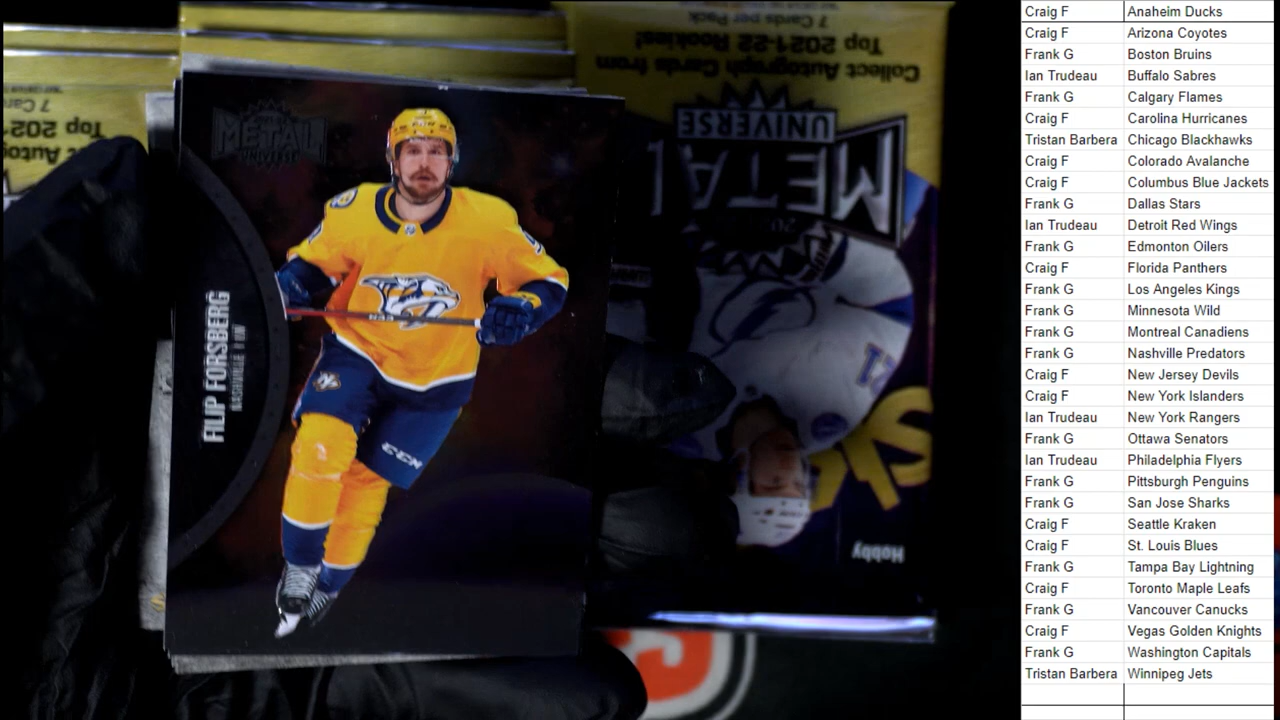 7 Cards per Pack
Top 2021-22 Rookies!
Collect Autograph Cards from
METAL
UNIVERSE
Hobby
7 Card
Top 202
METAL
UNIVERSE
FILIP FORSBERG
CCM
Craig F Anaheim Ducks
Craig F Arizona Coyotes
Frank G Boston Bruins
Ian Trudeau Buffalo Sabres
Frank G Calgary Flames
Craig F Carolina Hurricanes
Tristan Barbera Chicago Blackhawks
Craig F Colorado Avalanche
Craig F Columbus Blue Jackets
Frank G Dallas Stars
Ian Trudeau Detroit Red Wings
Frank G Edmonton Oilers
Craig F Florida Panthers
Frank G Los Angeles Kings
Frank G Minnesota Wild
Frank G Montreal Canadiens
Frank G Nashville Predators
Craig F New Jersey Devils
Craig F New York Islanders
Ian Trudeau New York Rangers
Frank G Ottawa Senators
Ian Trudeau Philadelphia Flyers
Frank G Pittsburgh Penguins
Frank G San Jose Sharks
Craig F Seattle Kraken
Craig F St. Louis Blues
Frank G Tampa Bay Lightning
Craig F Toronto Maple Leafs
Frank G Vancouver Canucks
Craig F Vegas Golden Knights
Frank G Washington Capitals
Tristan Barbera Winnipeg Jets